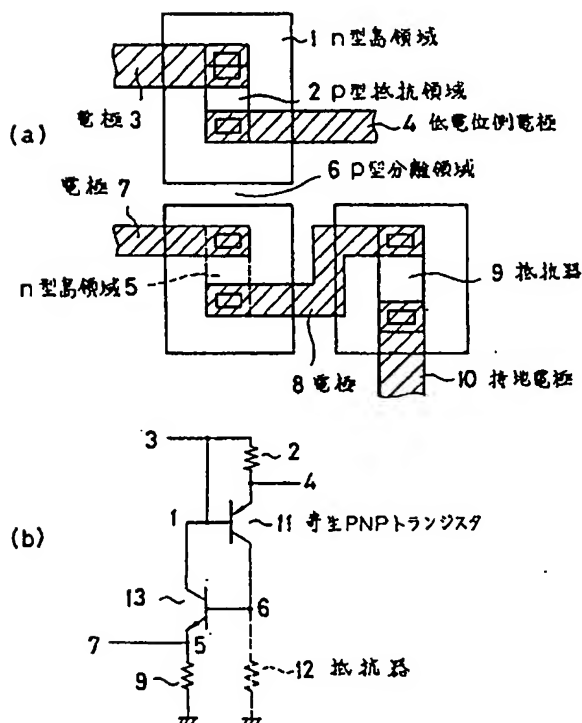 1 n型島領域
2 P型抵抗領域
電極3
(a)
4 低電位側電極
6 P型分離領域
電極7
9 抵抗器
n型島領域5
8 電極
10 接地電極
3
2
4
1
11 寄生PNPトランジスタ
(b)
13
6
7
5
9
12 抵抗器